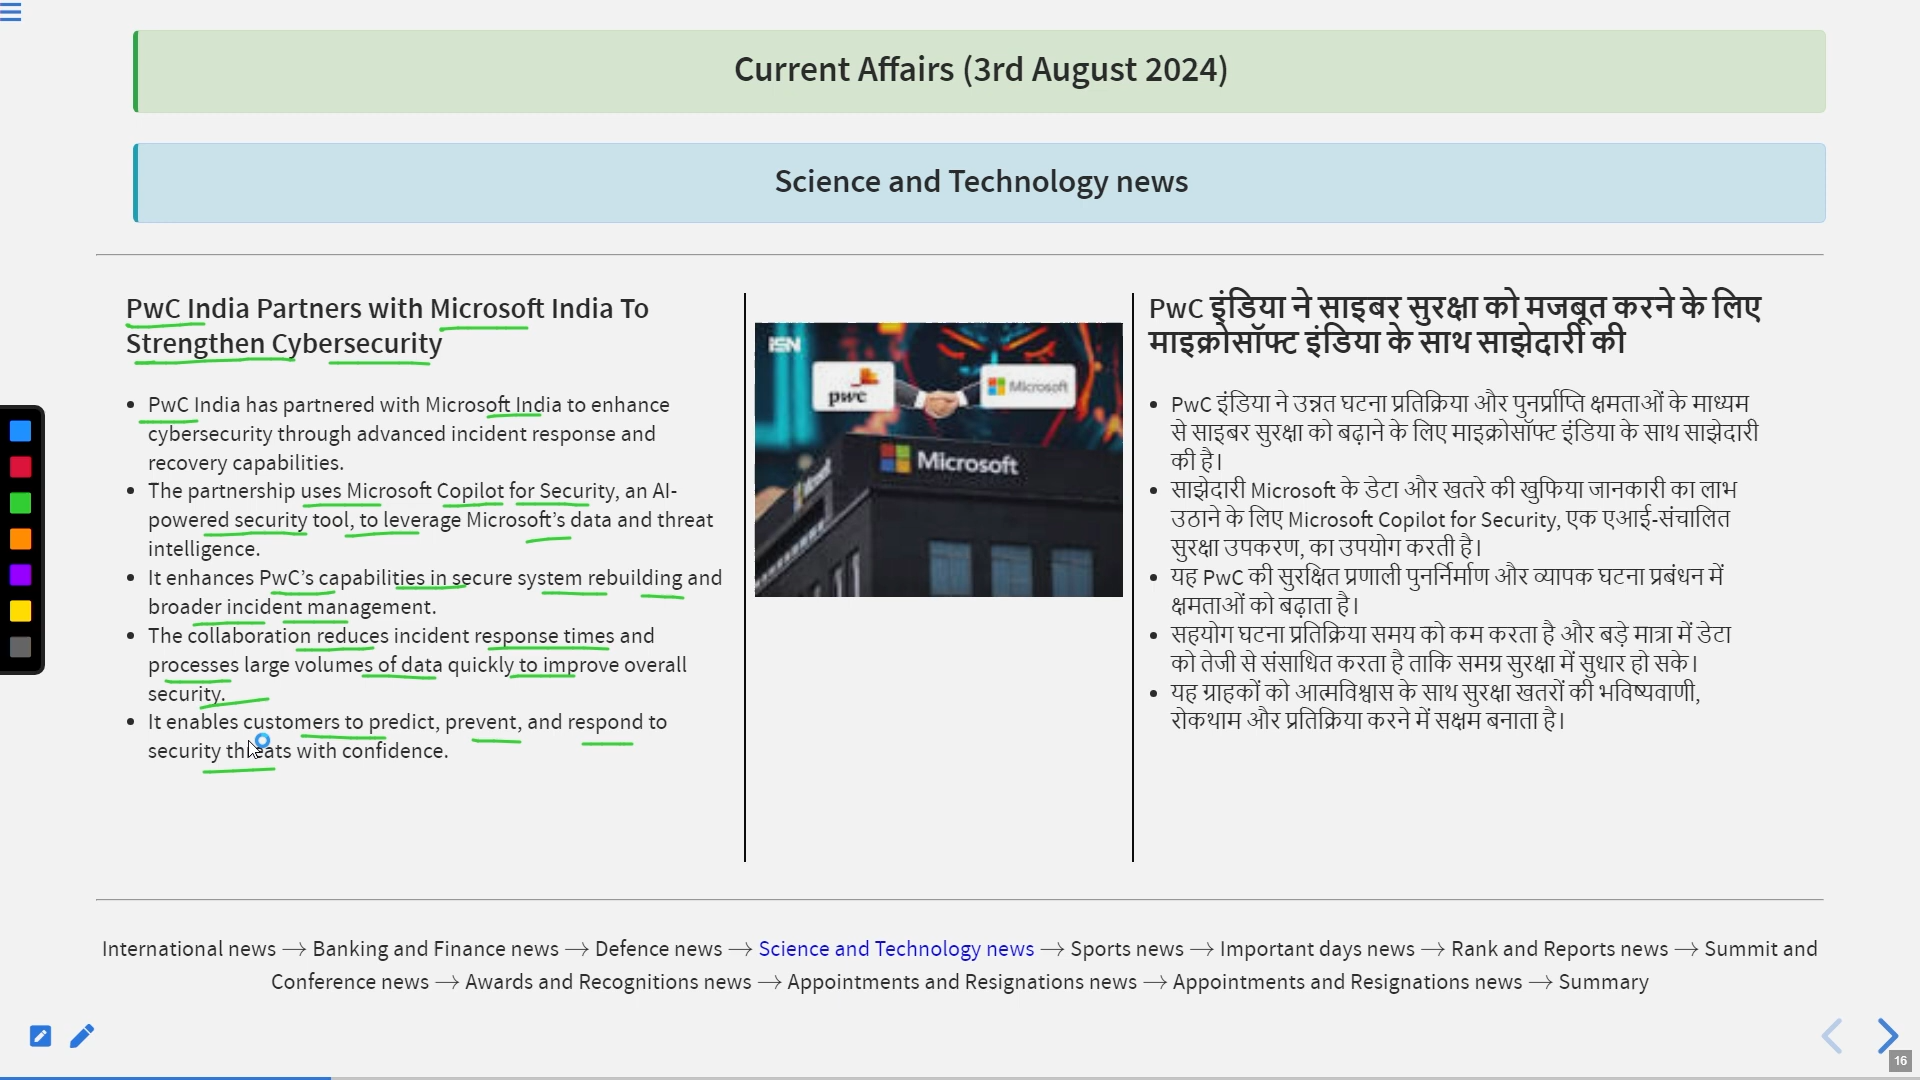 Current Affairs (3rd August 2024)
Science and Technology news
PwC India Partners with Microsoft India To
Strengthen Cybersecurity
• PwC India has partnered with Microsoft India to enhance
cybersecurity through advanced incident response and
recovery capabilities.
• The partnership uses Microsoft Copilot for Security, an AI-
powered security tool, to leverage Microsoft’s data and threat
intelligence.
• It enhances PwC’s capabilities in secure system rebuilding and
broader incident management.
• The collaboration reduces incident response times and
processes large volumes of data quickly to improve overall
security.
• It enables customers to predict, prevent, and respond to
security threats with confidence.
iSN
pwc
Microsoft
Microsoft
PwC इंडिया ने साइबर सुरक्षा को मजबूत करने के लिए
माइक्रोसॉफ्ट इंडिया के साथ साझेदारी की
• PwC इंडिया ने उन्नत घटना प्रतिक्रिया और पुनर्प्राप्ति क्षमताओं के माध्यम
से साइबर सुरक्षा को बढ़ाने के लिए माइक्रोसॉफ्ट इंडिया के साथ साझेदारी
की है।
• साझेदारी Microsoft के डेटा और खतरे की खुफिया जानकारी का लाभ
उठाने के लिए Microsoft Copilot for Security, एक एआई-संचालित
सुरक्षा उपकरण, का उपयोग करती है।
• यह PwC की सुरक्षित प्रणाली पुनर्निर्माण और व्यापक घटना प्रबंधन में
क्षमताओं को बढ़ाता है।
• सहयोग घटना प्रतिक्रिया समय को कम करता है और बड़े मात्रा में डेटा
को तेजी से संसाधित करता है ताकि समग्र सुरक्षा में सुधार हो सके।
• यह ग्राहकों को आत्मविश्वास के साथ सुरक्षा खतरों की भविष्यवाणी,
रोकथाम और प्रतिक्रिया करने में सक्षम बनाता है।
International news → Banking and Finance news → Defence news → Science and Technology news → Sports news → Important days news → Rank and Reports news → Summit and
Conference news → Awards and Recognitions news → Appointments and Resignations news → Appointments and Resignations news → Summary
16